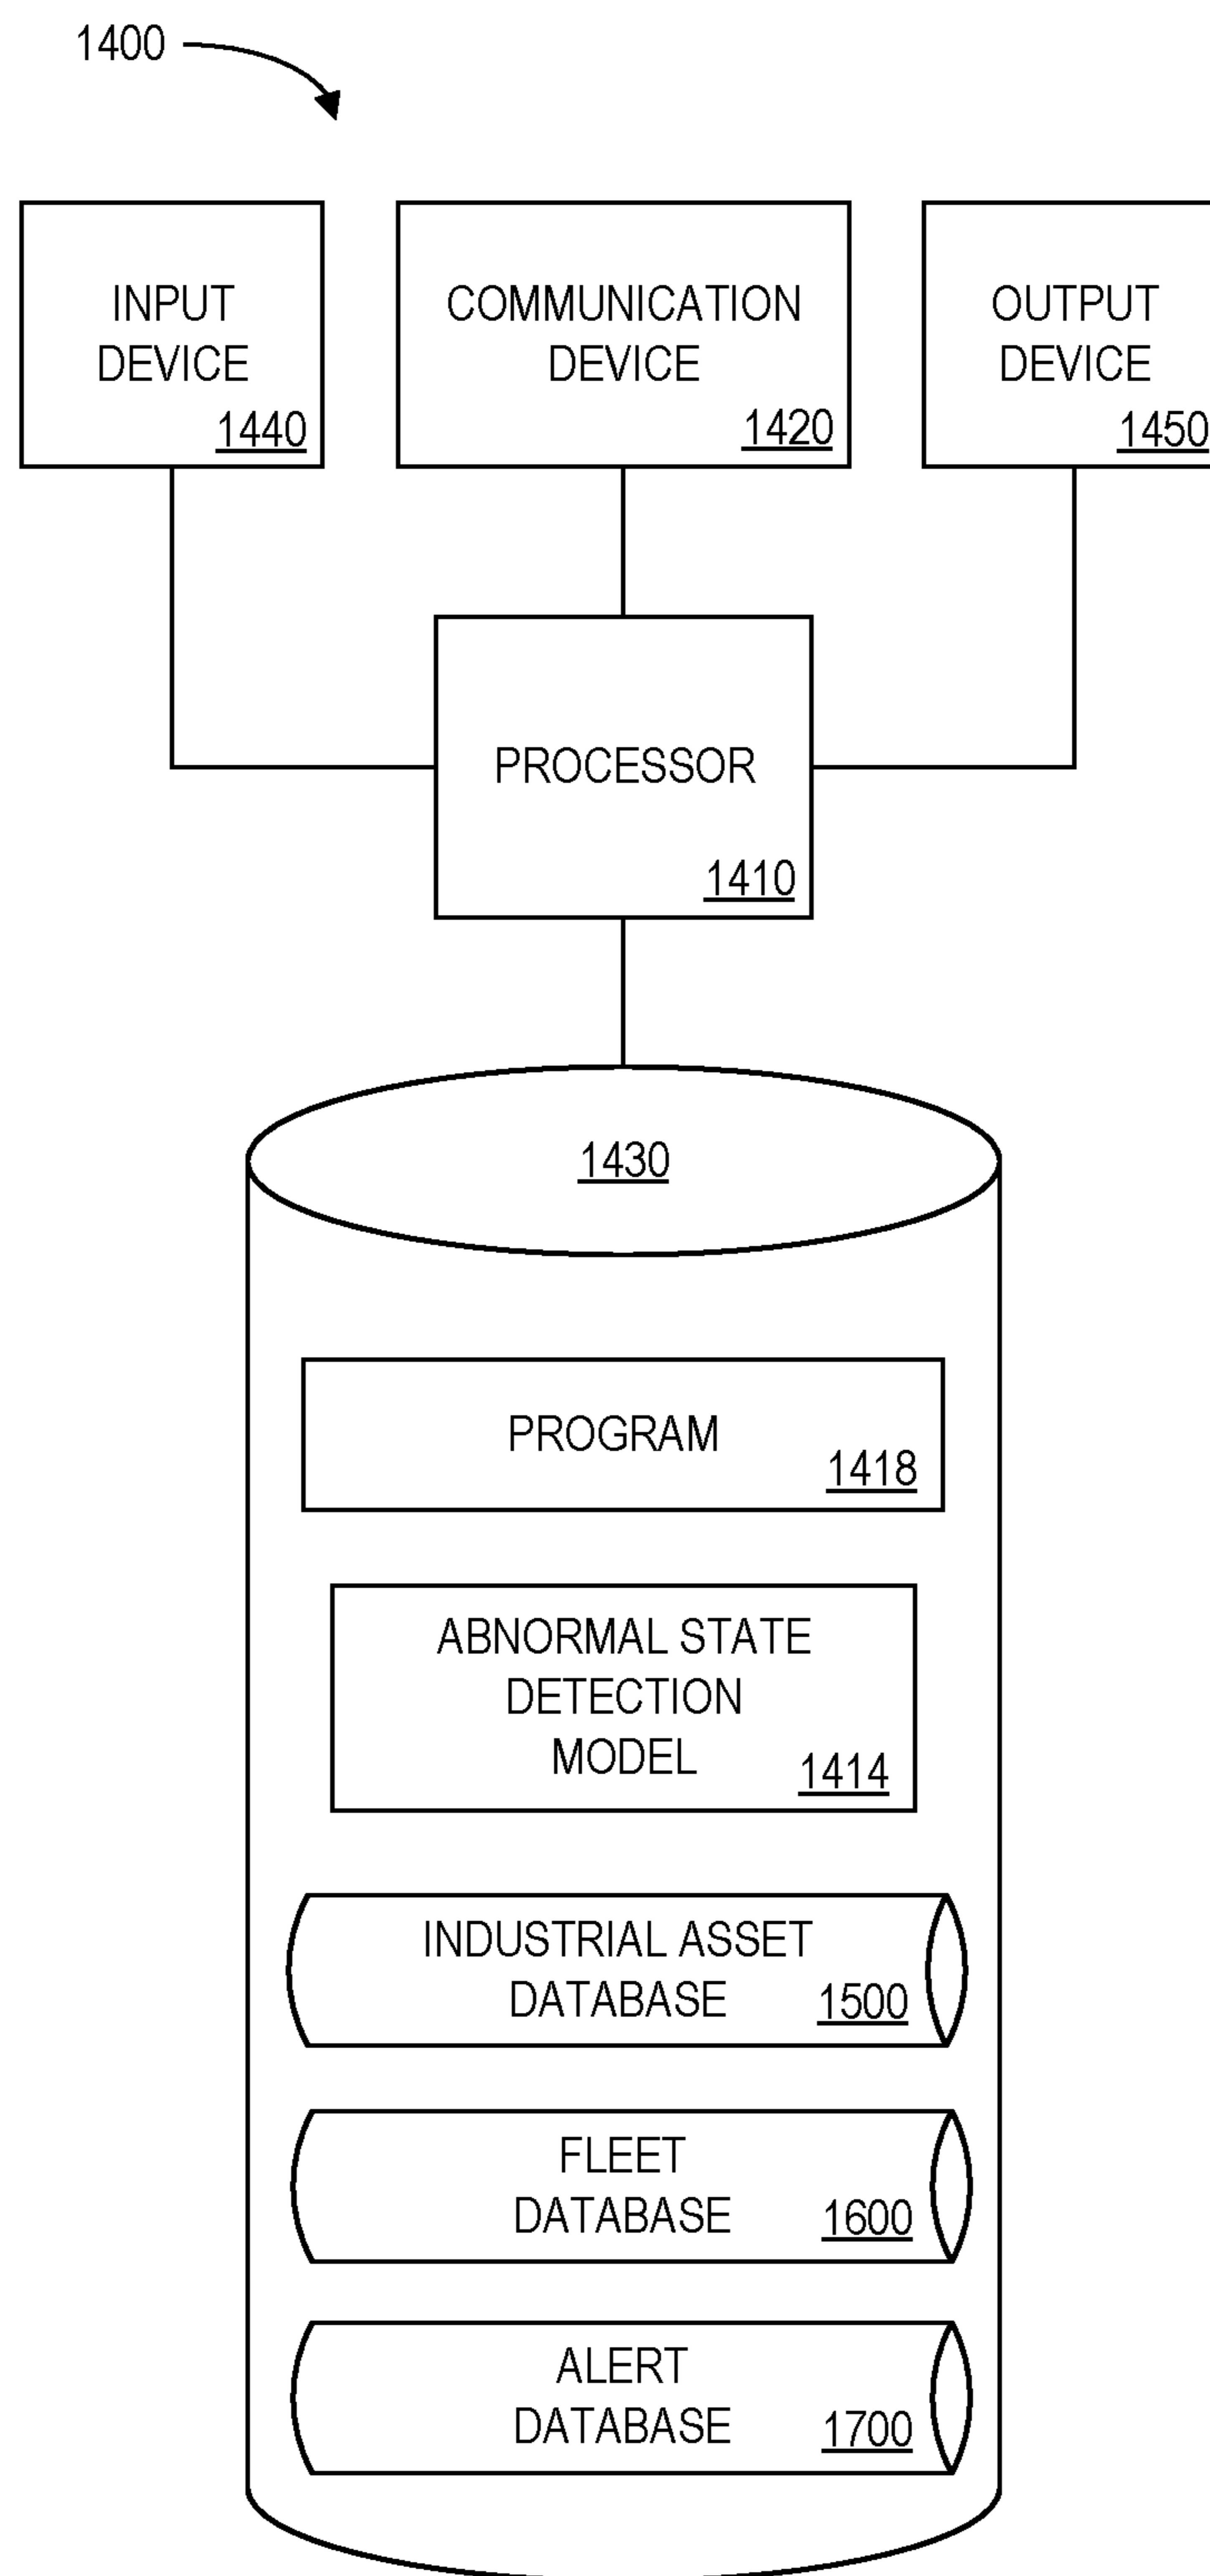 1400
INPUT
DEVICE
1440
COMMUNICATION
DEVICE
1420
OUTPUT
DEVICE
1450
PROCESSOR
1410
1430
PROGRAM
1418
ABNORMAL STATE
DETECTION
MODEL
1414
INDUSTRIAL ASSET
DATABASE
1500
FLEET
DATABASE
1600
ALERT
DATABASE
1700